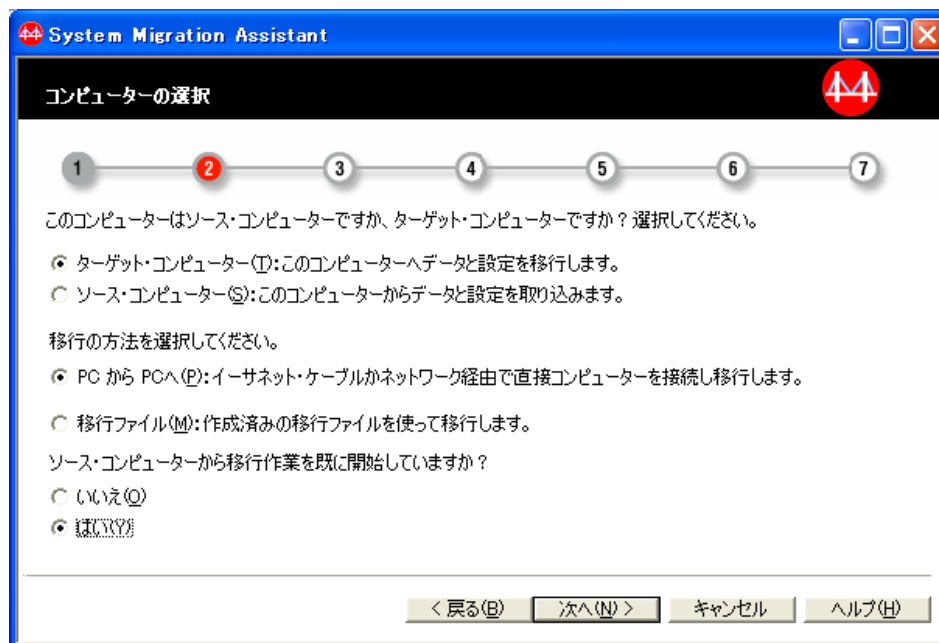 System Migration Assistant
コンピューターの選択
1 2 3 4 5 6 7
このコンピューターはソース・コンピューターですか、ターゲット・コンピューターですか？選択してください。
ターゲット・コンピューター(T):このコンピューターへデータと設定を移行します。
ソース・コンピューター(S):このコンピューターからデータと設定を取り込みます。
移行の方法を選択してください。
PC から PCへ(P):イーサネット・ケーブルかネットワーク経由で直接コンピューターを接続し移行します。
移行ファイル(M):作成済みの移行ファイルを使って移行します。
ソース・コンピューターから移行作業を既に開始していますか？
いいえ(O)
はい(Y)
< 戻る(B) 次へ(N) > キャンセル ヘルプ(H)